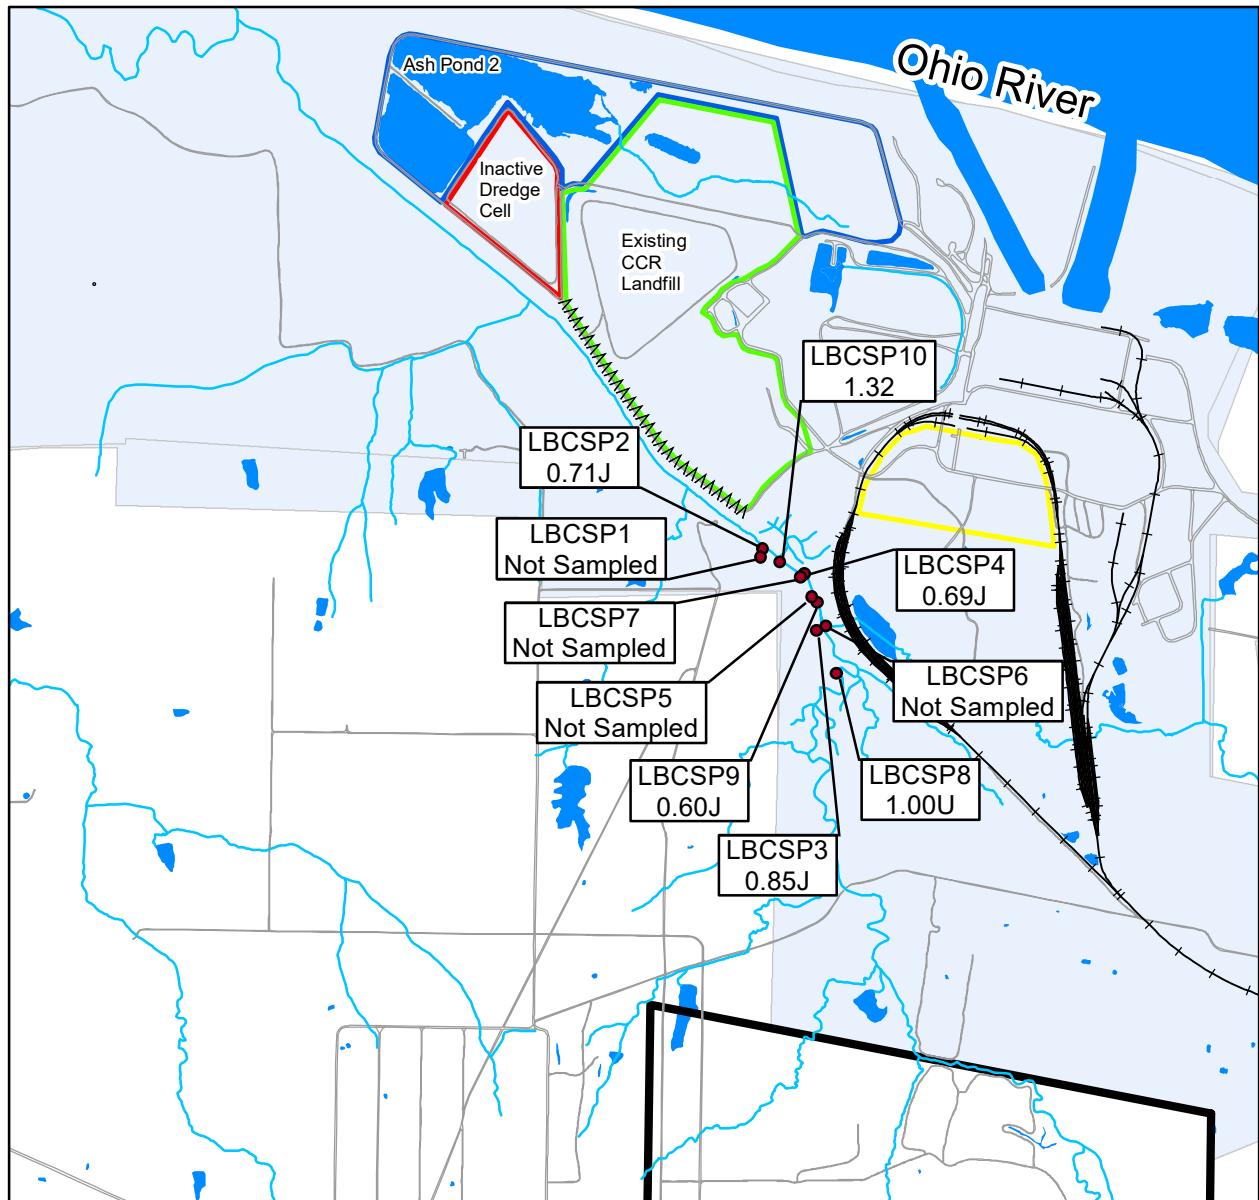 Ohio River
Ash Pond 2
Inactive
Dredge
Cell
Existing
CCR
Landfill
LBCSP10
1.32
LBCSP2
0.71J
LBCSP1
Not Sampled
LBCSP4
0.69J
LBCSP7
Not Sampled
LBCSP6
Not Sampled
LBCSP5
Not Sampled
LBCSP9
0.60J
LBCSP8
1.00U
LBCSP3
0.85J